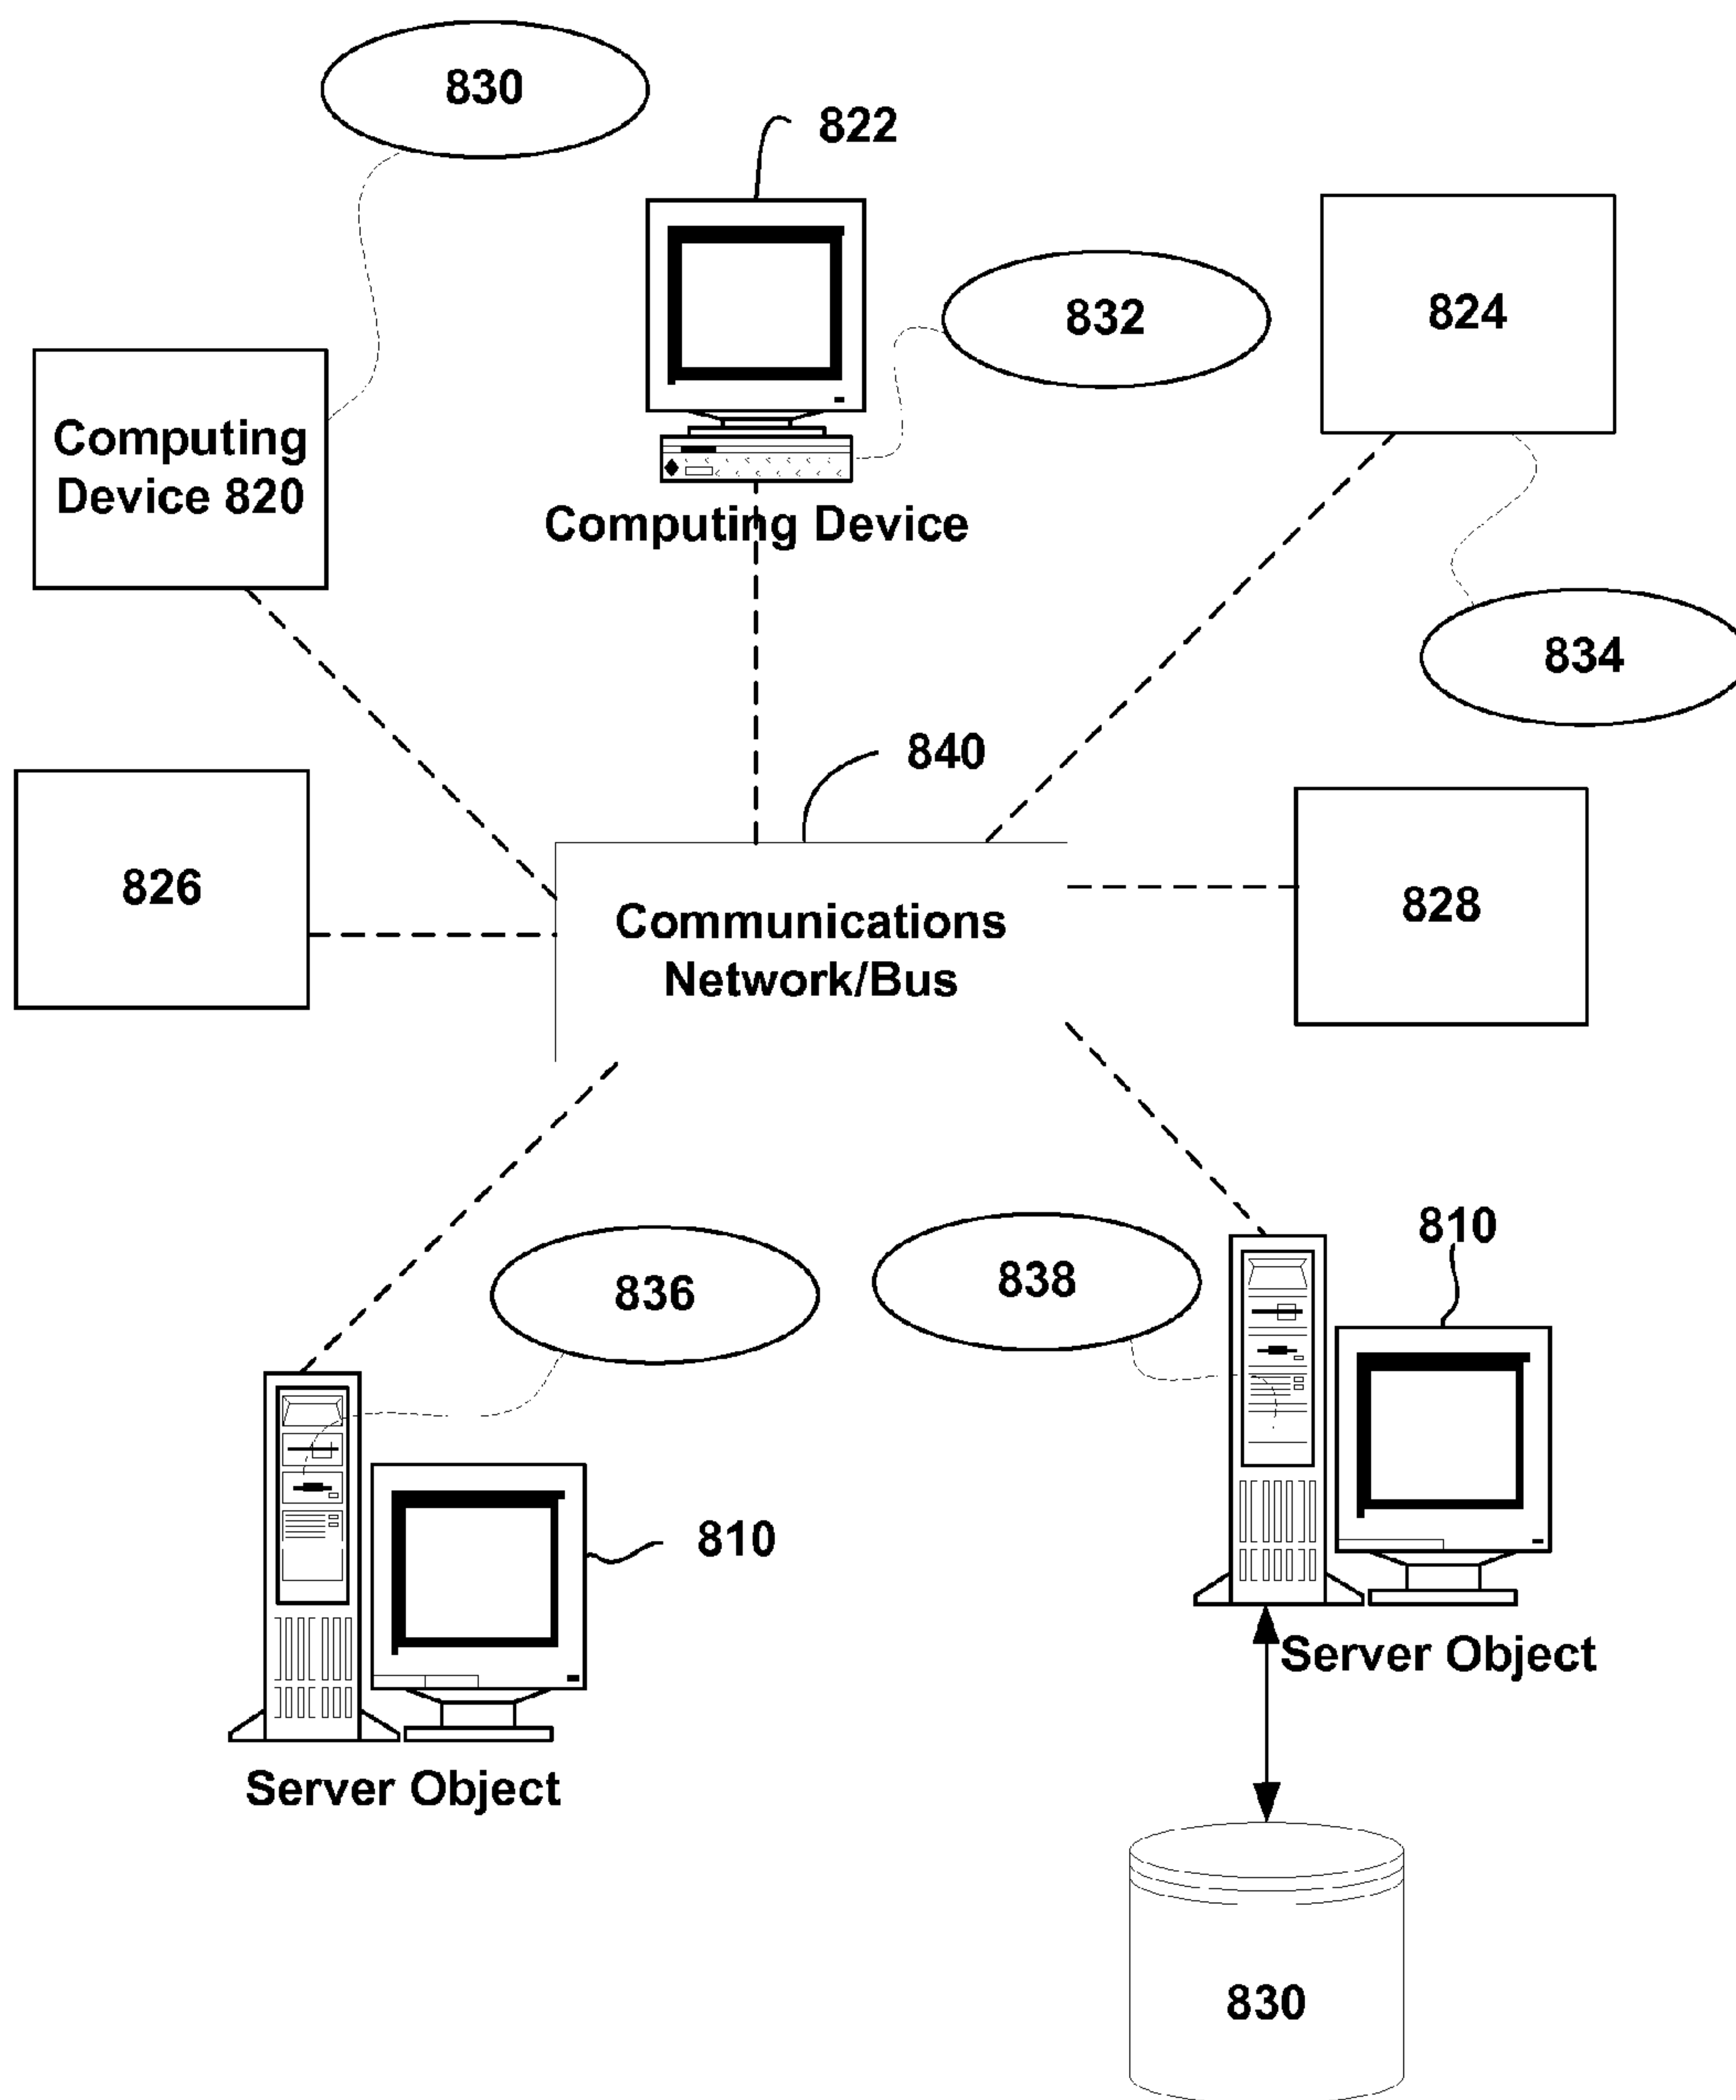 830
822
832
824
Computing
Device 820
Computing Device
834
840
826
828
Communications
Network/Bus
810
836
838
810
Server Object
Server Object
830